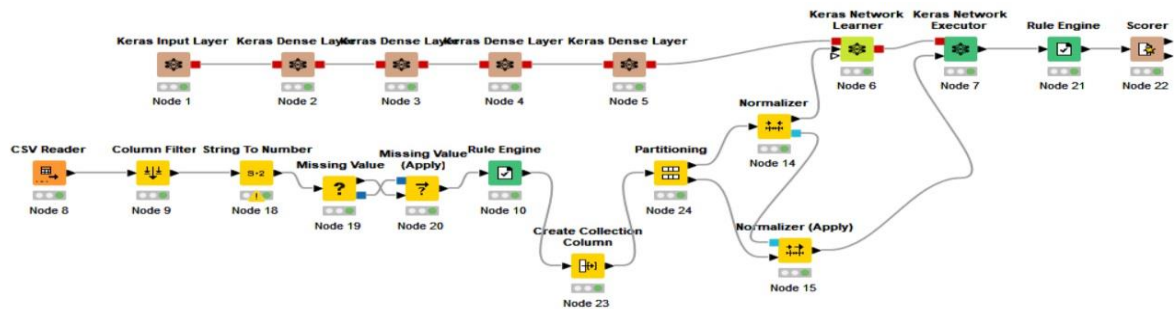 Keras Input Layer
Node 1
Keras Dense Layer
Node 2
Keras Dense Layer
Node 3
Keras Dense Layer
Node 4
Keras Dense Layer
Node 5
Keras Network
Learner
Node 6
Keras Network
Executor
Node 7
Rule Engine
Node 21
Scorer
Node 22
CSV Reader
Node 8
Column Filter
Node 9
String To Number
S-2
Node 18
Missing Value
?
Node 19
Missing Value
(Apply)
?
Node 20
Rule Engine
Node 10
Create Collection
Column
Node 23
Partitioning
Node 24
Normalizer
Node 14
Normalizer (Apply)
Node 15